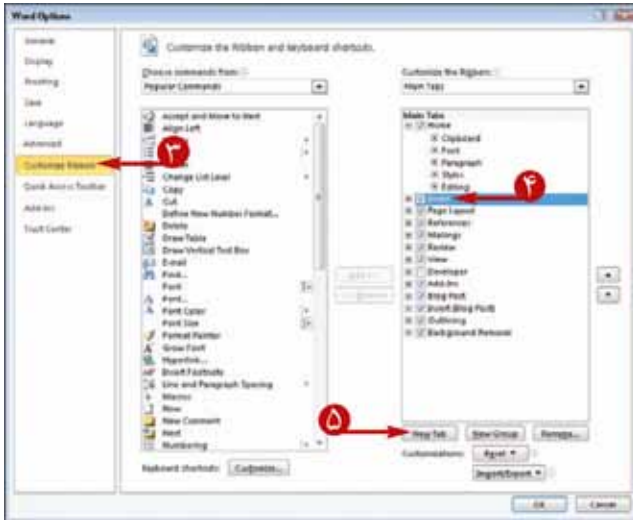 Word Options
General
Display
Proofing
Save
Language
Advanced
Customize Ribbon
Quick Access Toolbar
Add-Ins
Trust Center
Customize the Ribbon and keyboard shortcuts.
Choose commands from:
Popular Commands
Accept and Move to Next
Align Left
Change List Level
Copy
Cut
Define New Number Format...
Delete
Draw Table
Draw Vertical Text Box
E-mail
Find...
Font
Font...
Font Color
Font Size
Format Painter
Grow Font
Hyperlink...
Insert Footnote
Line and Paragraph Spacing
Macros
New Comment
Next
Numbering
Keyboard shortcuts: Customize...
Customize the Ribbon:
Main Tabs
Main Tabs
Home
Clipboard
Font
Paragraph
Styles
Editing
Insert
Page Layout
References
Mailings
Review
View
Developer
Add-Ins
Blog Post
Insert (Blog Post)
Outlining
Background Removal
New Tab New Group Rename...
Customizations: Reset
Import/Export
OK Cancel
۳
۴
۵